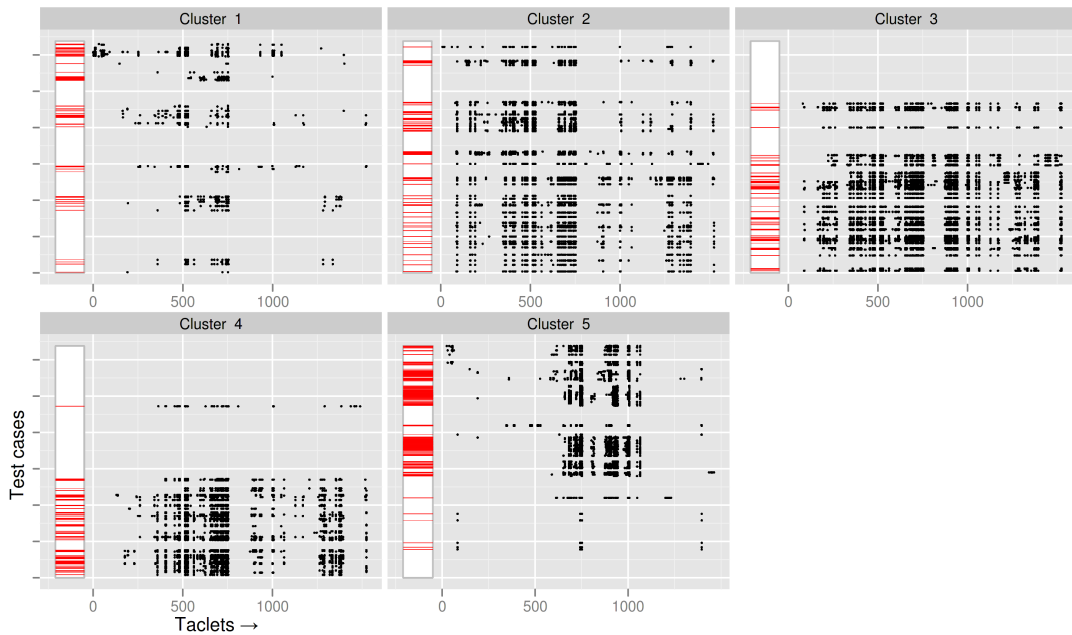 Cluster 1
Cluster 2
Cluster 3
0 500 1000
0 500 1000
0 500 1000
Cluster 4
Cluster 5
Test cases
0 500 1000
0 500 1000
Taclets →